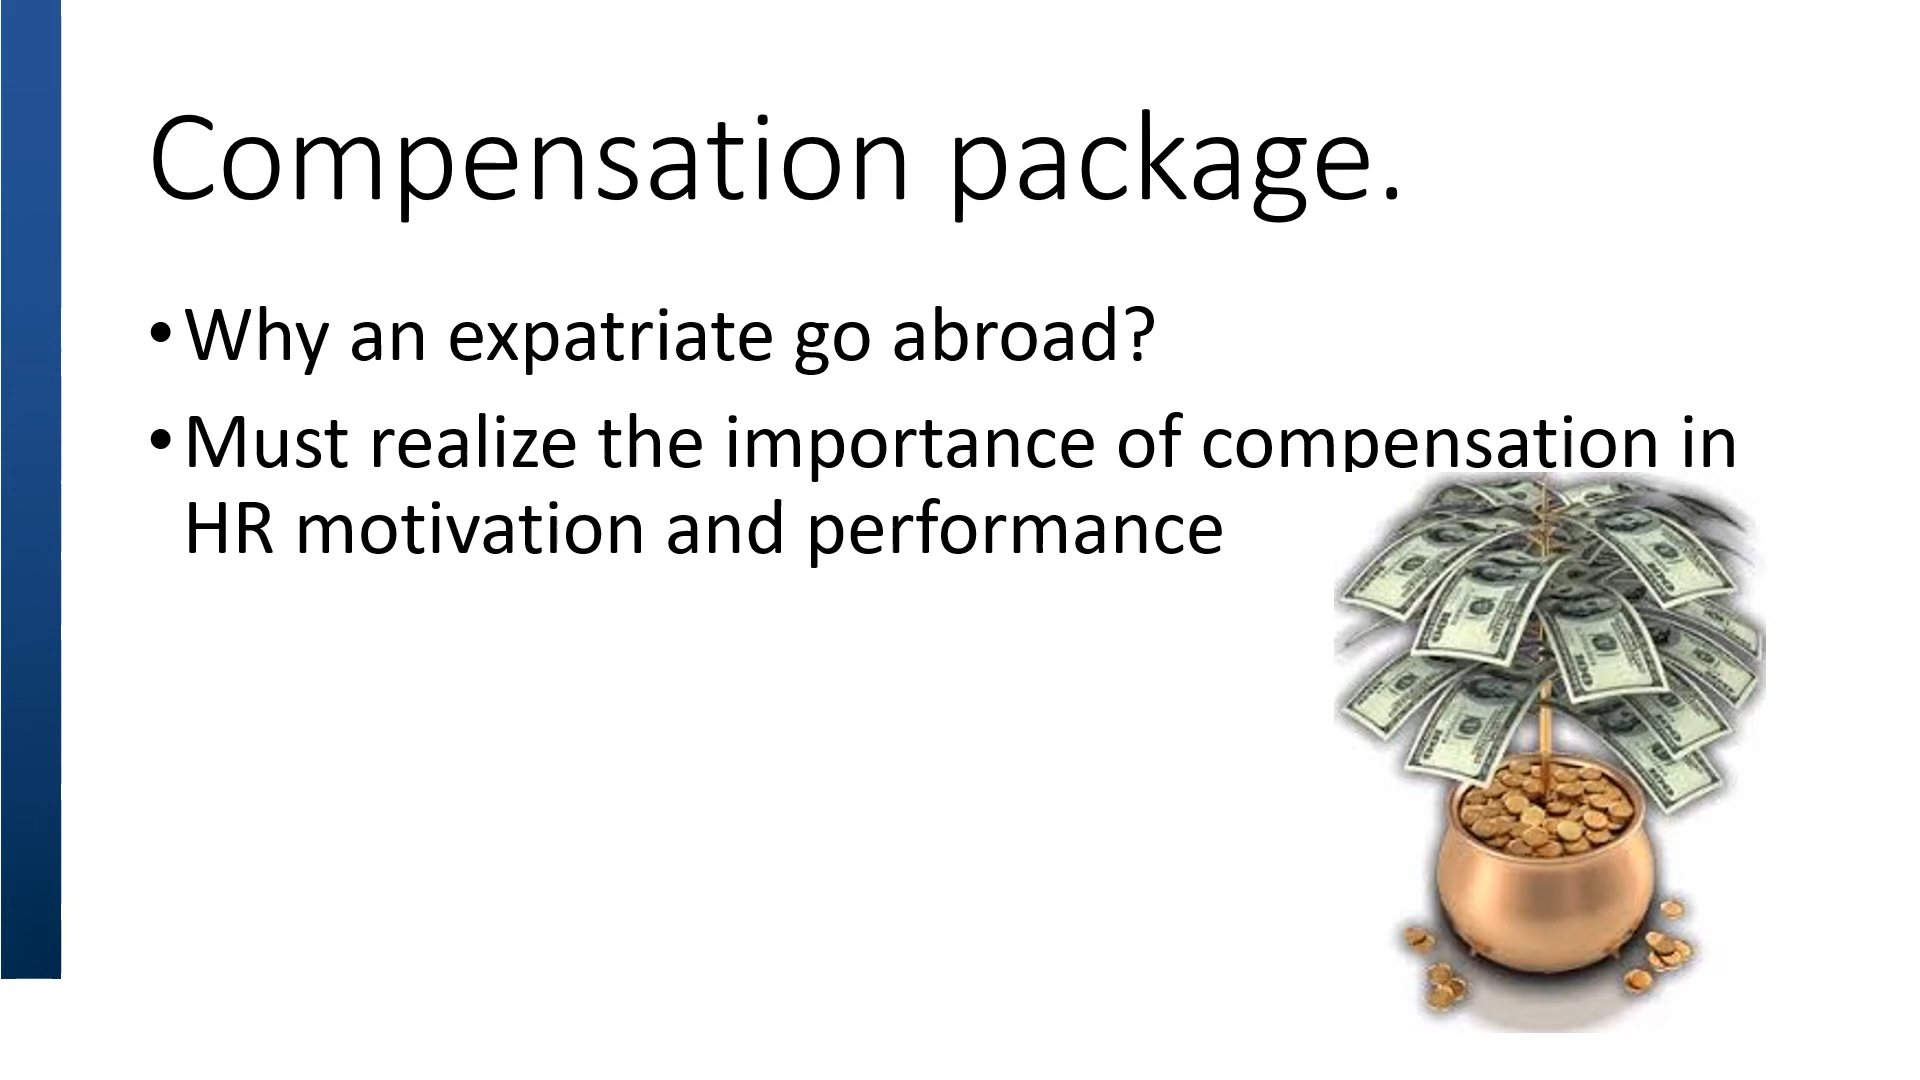 Compensation package.
•Why an expatriate go abroad?
•Must realize the importance of compensation in
HR motivation and performance